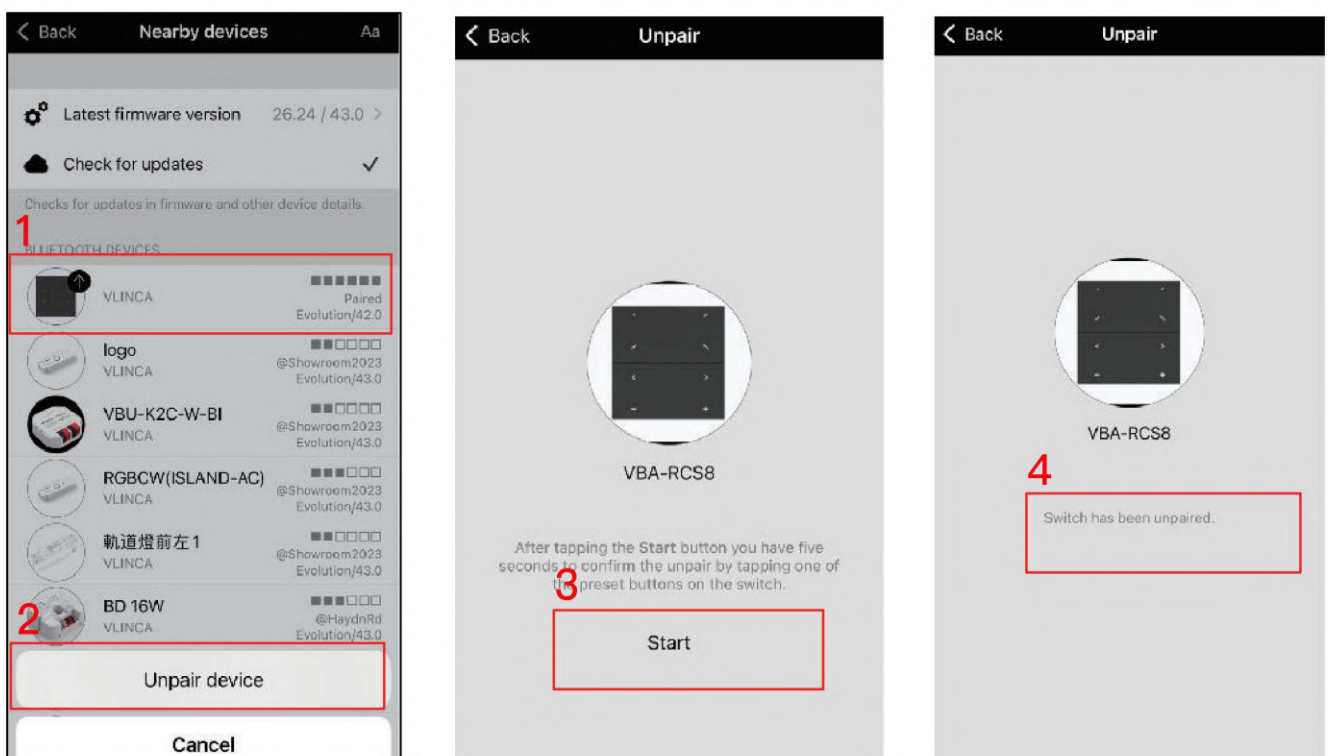 Back
Nearby devices
Aa
Latest firmware version
26.24 / 43.0 >
Check for updates
Checks for updates in firmware and other device details.
1
BLUETOOTH DEVICES
VLINCA
Paired
Evolution/42.0
logo
VLINCA
@Showroom2023
Evolution/43.0
VBU-K2C-W-BI
VLINCA
@Showroom2023
Evolution/43.0
RGBCW(ISLAND-AC)
VLINCA
@Showroom2023
Evolution/43.0
軌道燈前左1
VLINCA
@Showroom2023
Evolution/43.0
BD 16W
VLINCA
@HaydnRd
Evolution/43.0
2
Unpair device
Cancel
Back
Unpair
VBA-RCS8
After tapping the Start button you have five
seconds to confirm the unpair by tapping one of
the preset buttons on the switch.
3
Start
Back
Unpair
VBA-RCS8
4
Switch has been unpaired.